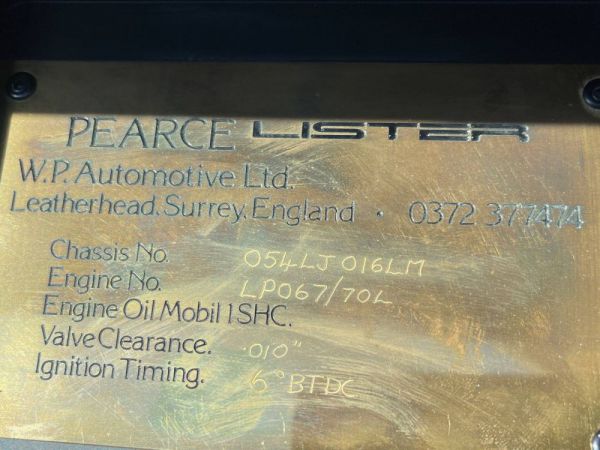 PEARCE LISTER
W.P. Automotive Ltd.
Leatherhead, Surrey, England · 0372 377474
Chassis No. 054LJ016LM
Engine No. LP067/70L
Engine Oil Mobil 1 SHC.
Valve Clearance. .010"
Ignition Timing. 6° BTDC